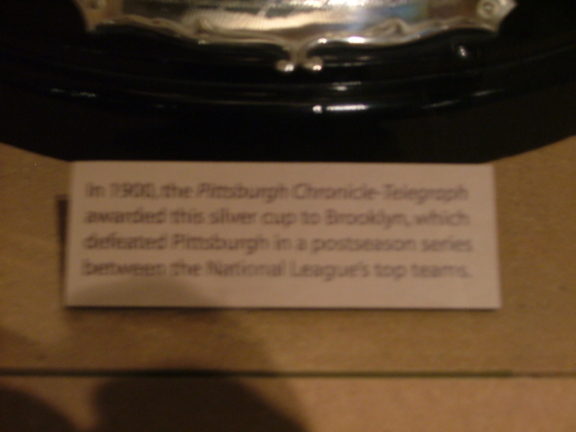 In 1900, the Pittsburgh Chronicle-Telegraph
awarded this silver cup to Brooklyn, which
defeated Pittsburgh in a postseason series
between the National League's top teams.